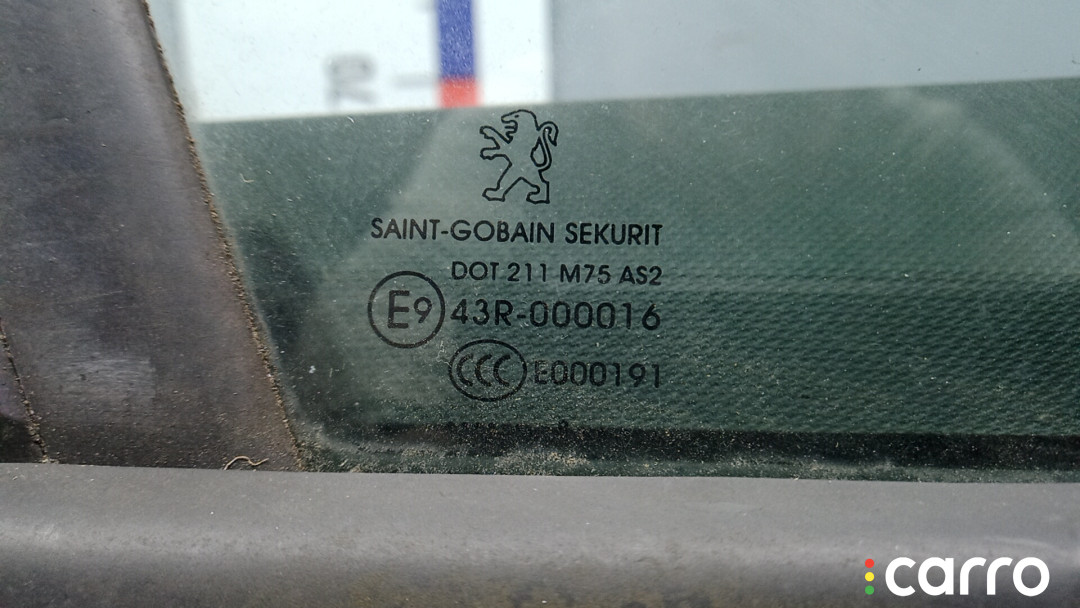 SAINT-GOBAIN SEKURIT
DOT 211 M75 AS2
E9 43R-000016
CCC E000191
carro